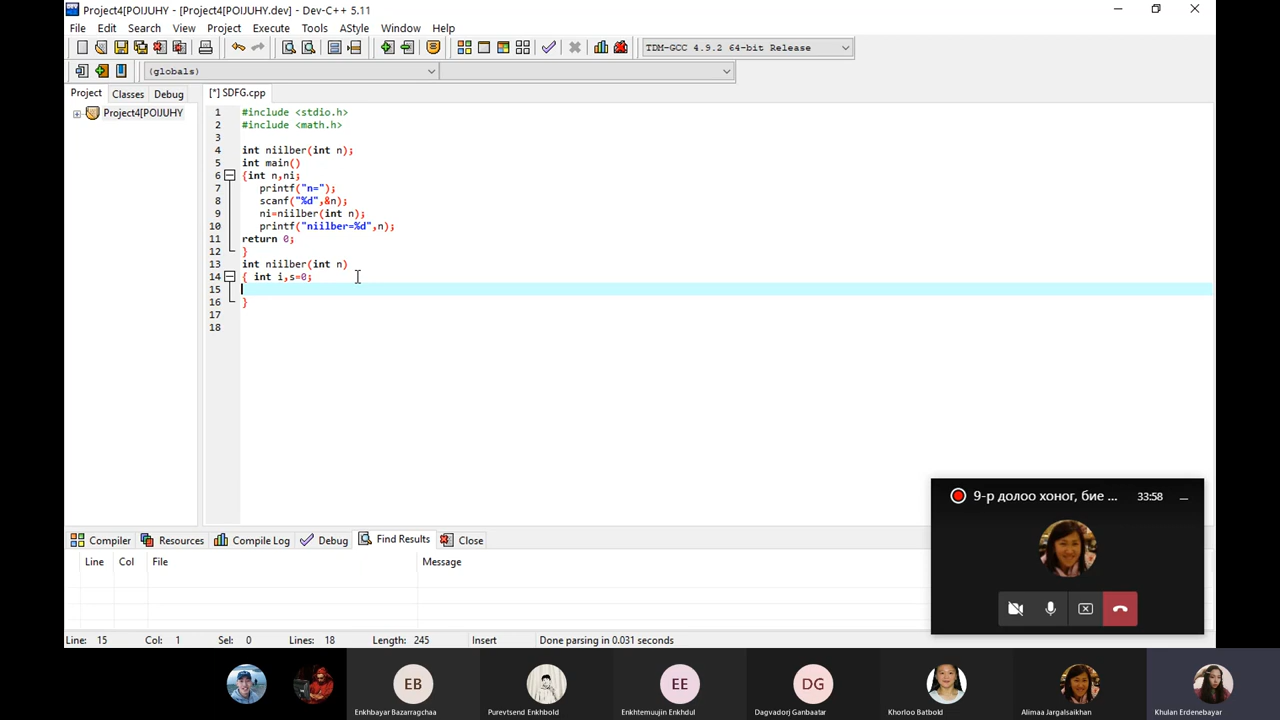 Project4[POIJUHY - [Project4[POIJUHY.dev] - Dev-C++ 5.11
File Edit Search View Project Execute Tools AStyle Window Help
TDM-GCC 4.9.2 64-bit Release
(globals)
Project Classes Debug [*] SDFG.cpp
Project4[POIJUHY
1 #include <stdio.h>
2 #include <math.h>
3
4 int niilber(int n);
5 int main()
6 {int n,ni;
7 printf("n=");
8 scanf("%d",&n);
9 ni=niilber(int n);
10 printf("niilber=%d",n);
11 return 0;
12 }
13 int niilber(int n)
14 { int i,s=0;
15
16 }
17
18
9-р долоо хоног, бие ... 33:58
Compiler Resources Compile Log Debug Find Results Close
Line Col File Message
Line: 15 Col: 1 Sel: 0 Lines: 18 Length: 245 Insert Done parsing in 0.031 seconds
EB EE DG
Enkhbayar Bazarragchaa Purevtsend Enkhbold Enkhtemuujin Enkhdul Dagvadorj Ganbaatar Khorloo Batbold Alimaa Jargalsaikhan Khulan Erdenebayar